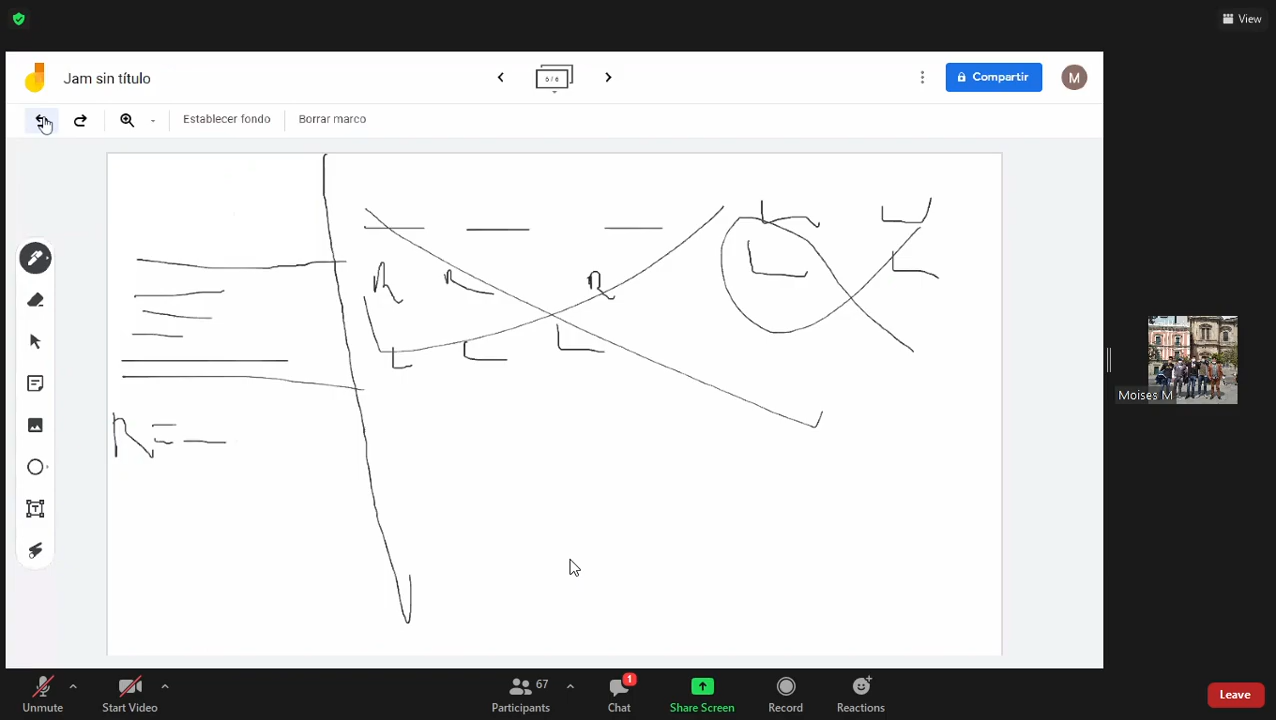 View
Jam sin título
6 / 6
Compartir
M
Establecer fondo
Borrar marco
R R R
L L L
L L
L L
R = —
Moises M
Unmute
Start Video
67
Participants
1
Chat
Share Screen
Record
Reactions
Leave